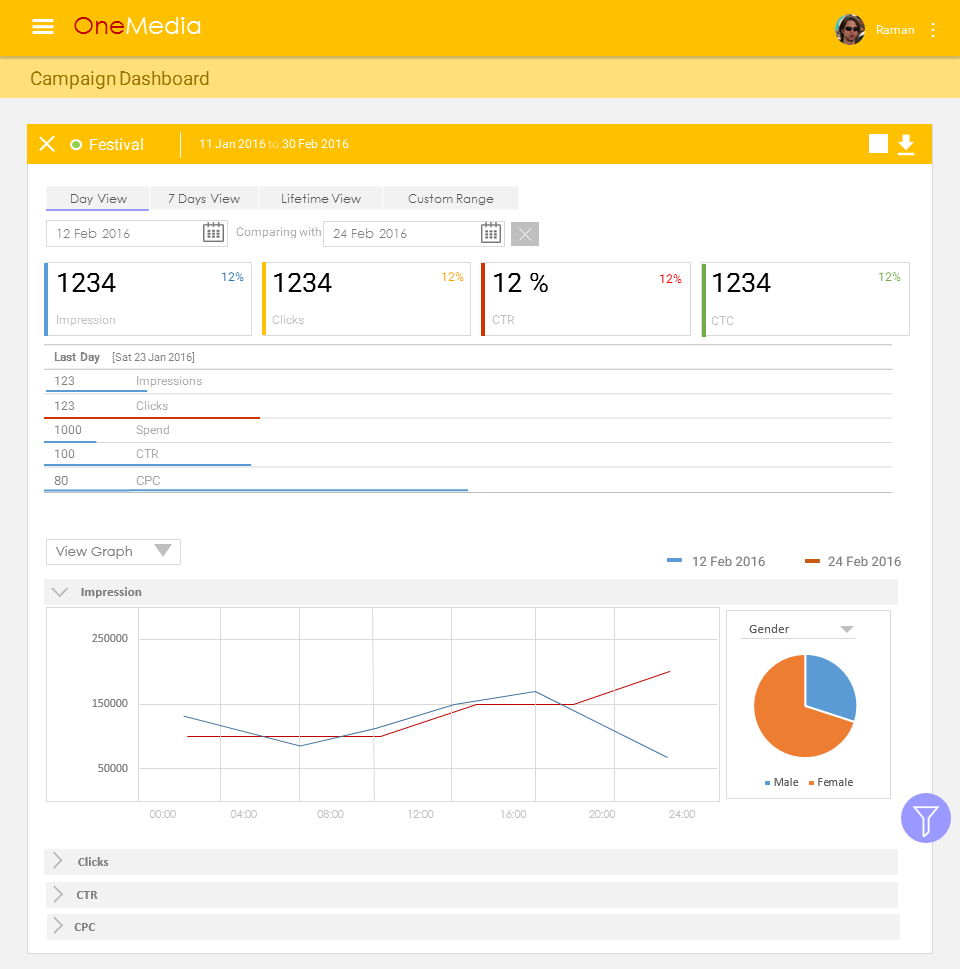 OneMedia
Raman
Campaign Dashboard
Festival
11 Jan 2016 to 30 Feb 2016
Day View 7 Days View Lifetime View Custom Range
12 Feb 2016 Comparing with 24 Feb 2016
1234 12% 1234 12% 12 % 12% 1234 12%
Impression Clicks CTR CTC
Last Day [Sat 23 Jan 2016]
123 Impressions
123 Clicks
1000 Spend
100 CTR
80 CPC
View Graph
12 Feb 2016 24 Feb 2016
Impression
250000
150000
50000
00:00 04:00 08:00 12:00 16:00 20:00 24:00
Gender
Male Female
Clicks
CTR
CPC